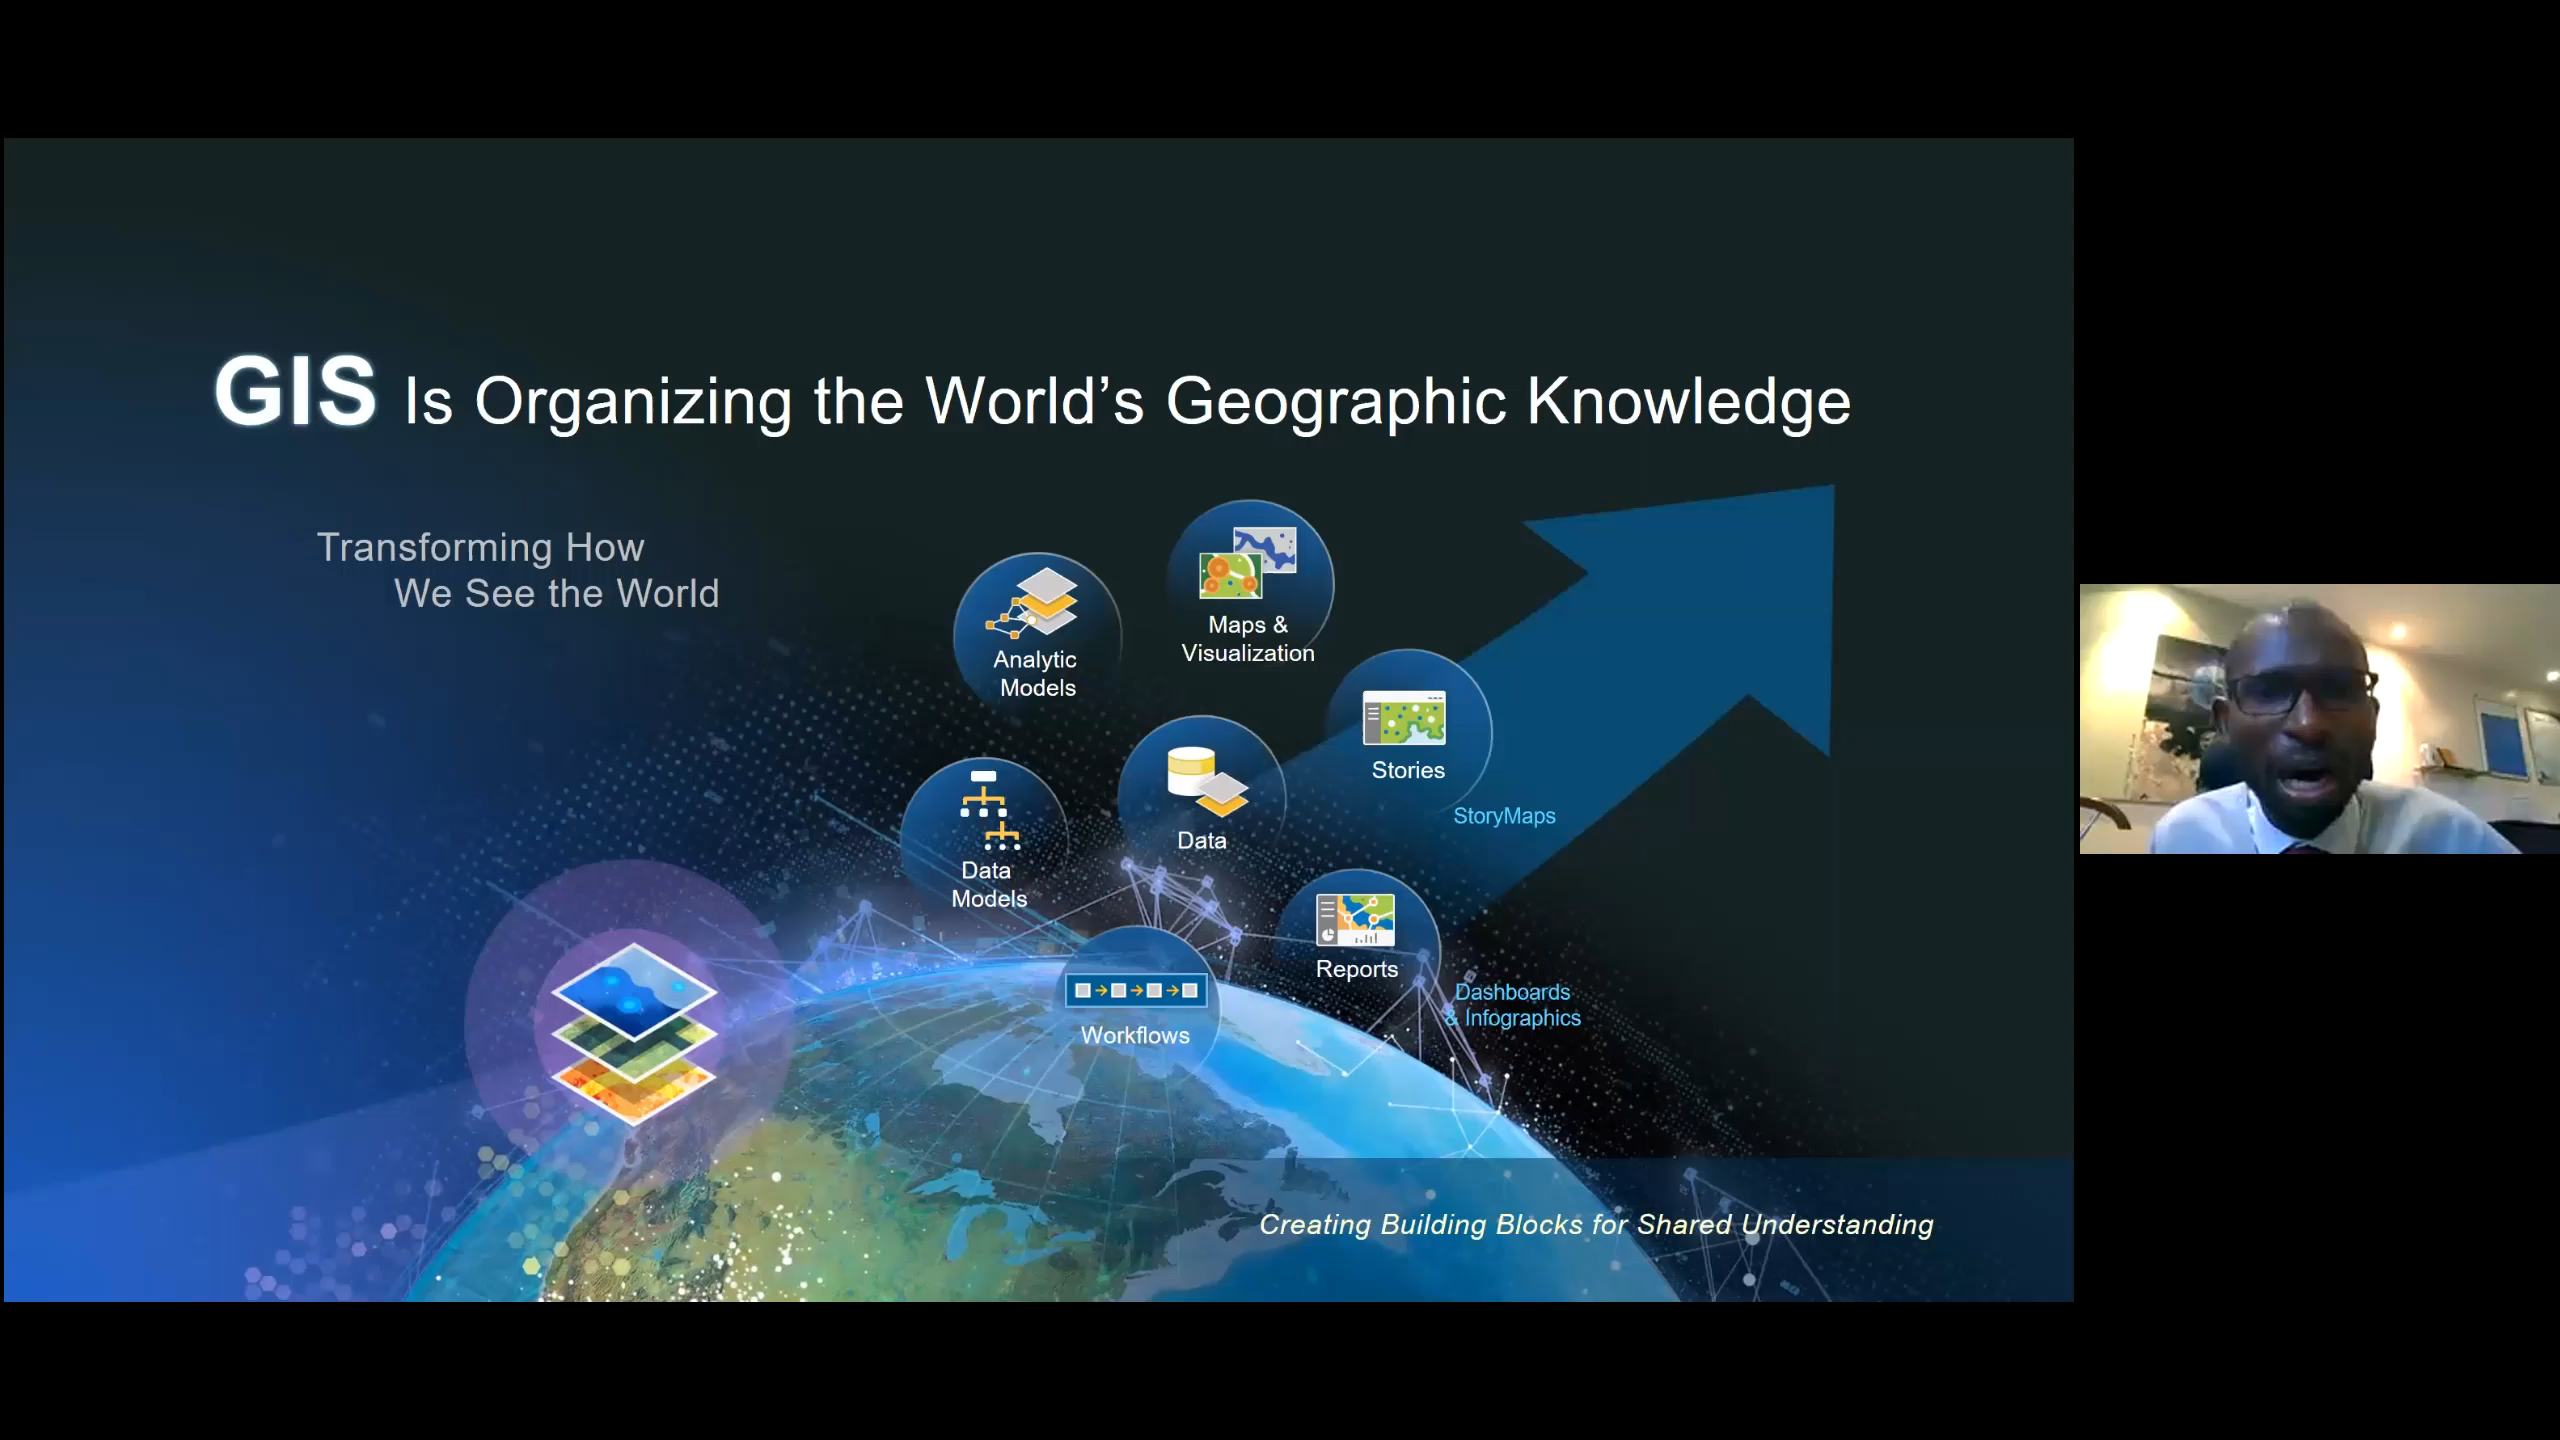 GIS Is Organizing the World’s Geographic Knowledge
Transforming How
We See the World
Analytic
Models
Maps &
Visualization
Stories
StoryMaps
Data
Data
Models
Reports
Dashboards
& Infographics
Workflows
Creating Building Blocks for Shared Understanding